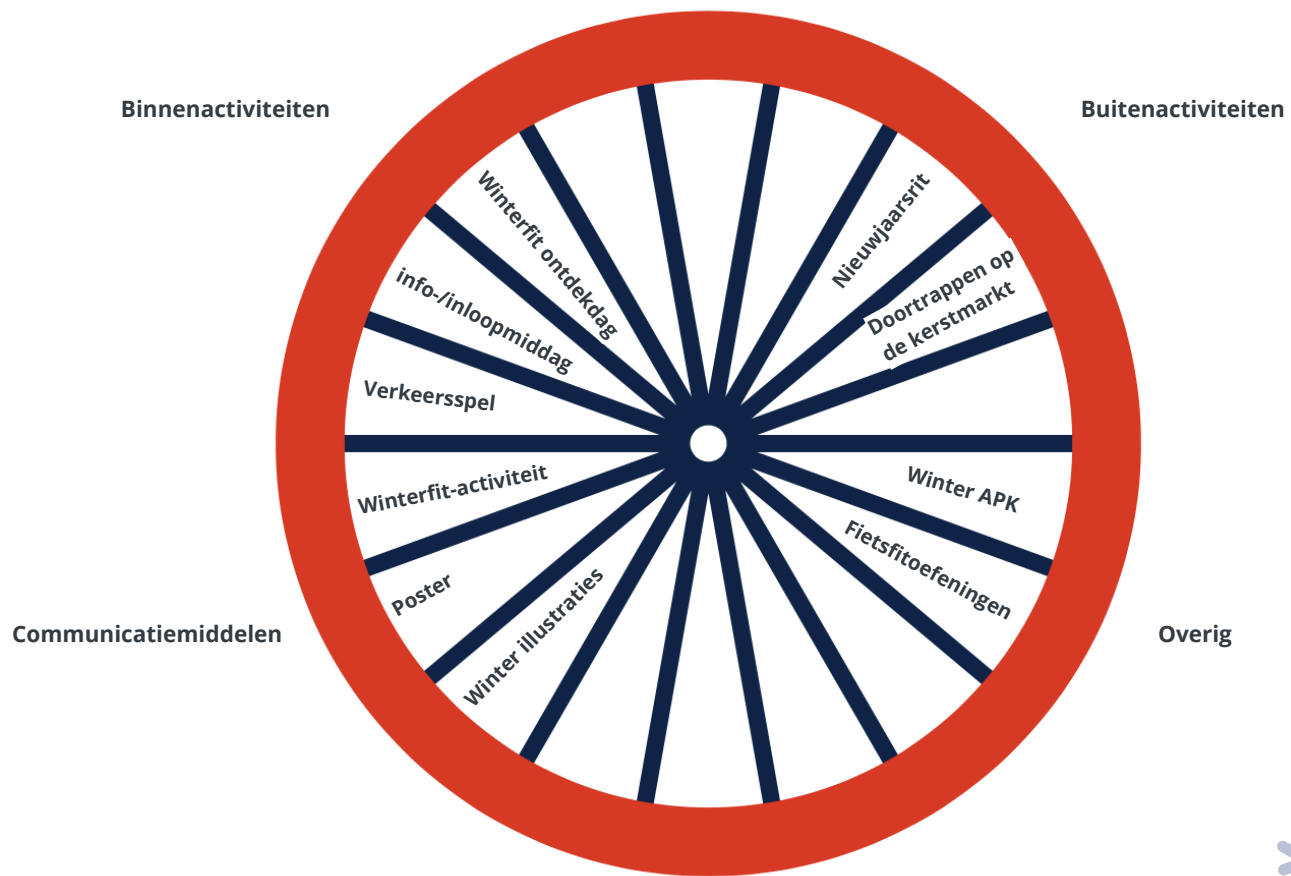 Binnenactiviteiten
Buitenactiviteiten
Winterfit ontdekdag
info-/inloopmiddag
Verkeersspel
Nieuwjaarsrit
Doortrappen op
de kerstmarkt
Winterfit-activiteit
Poster
Winter illustraties
Winter APK
Fietsfitoefeningen
Communicatiemiddelen
Overig